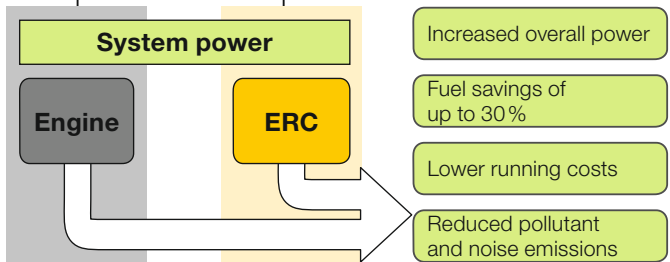 System power
Engine
ERC
Increased overall power
Fuel savings of
up to 30 %
Lower running costs
Reduced pollutant
and noise emissions